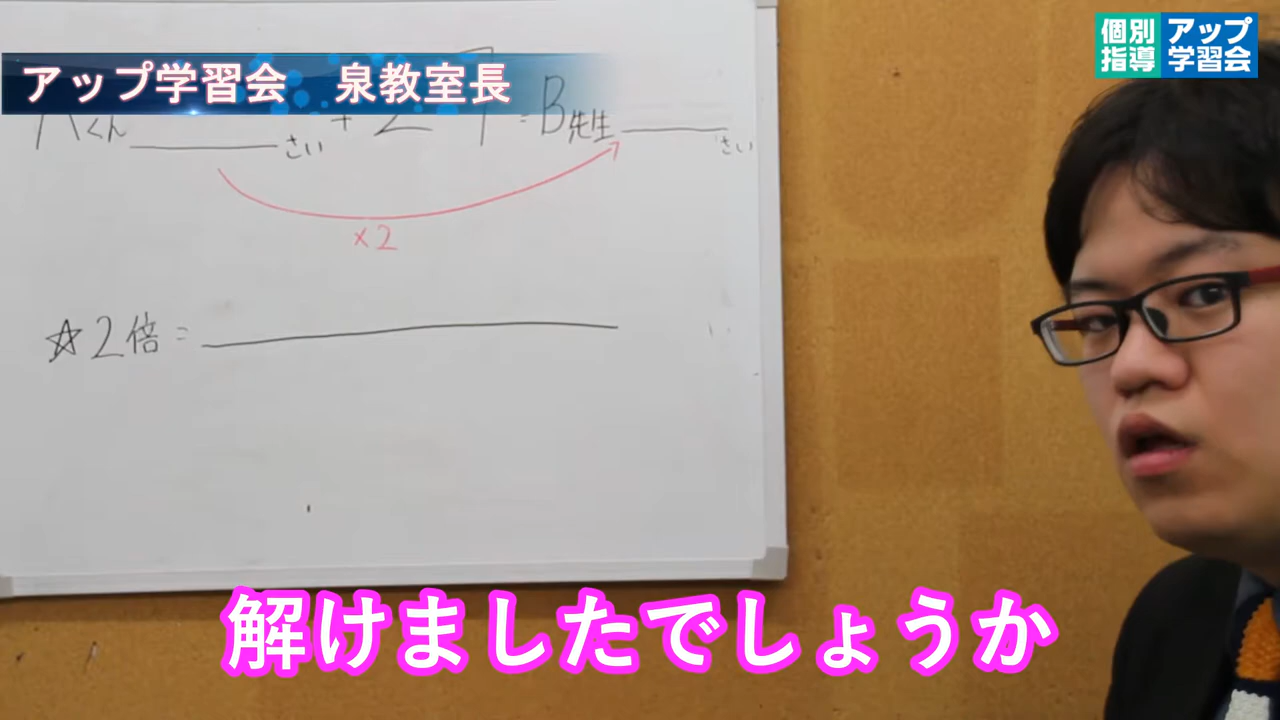 個別
指導
アップ
学習会
アップ学習会 泉教室長
くん さい + 27 = B先生 さい
×2
☆2倍 =
解けましたでしょうか